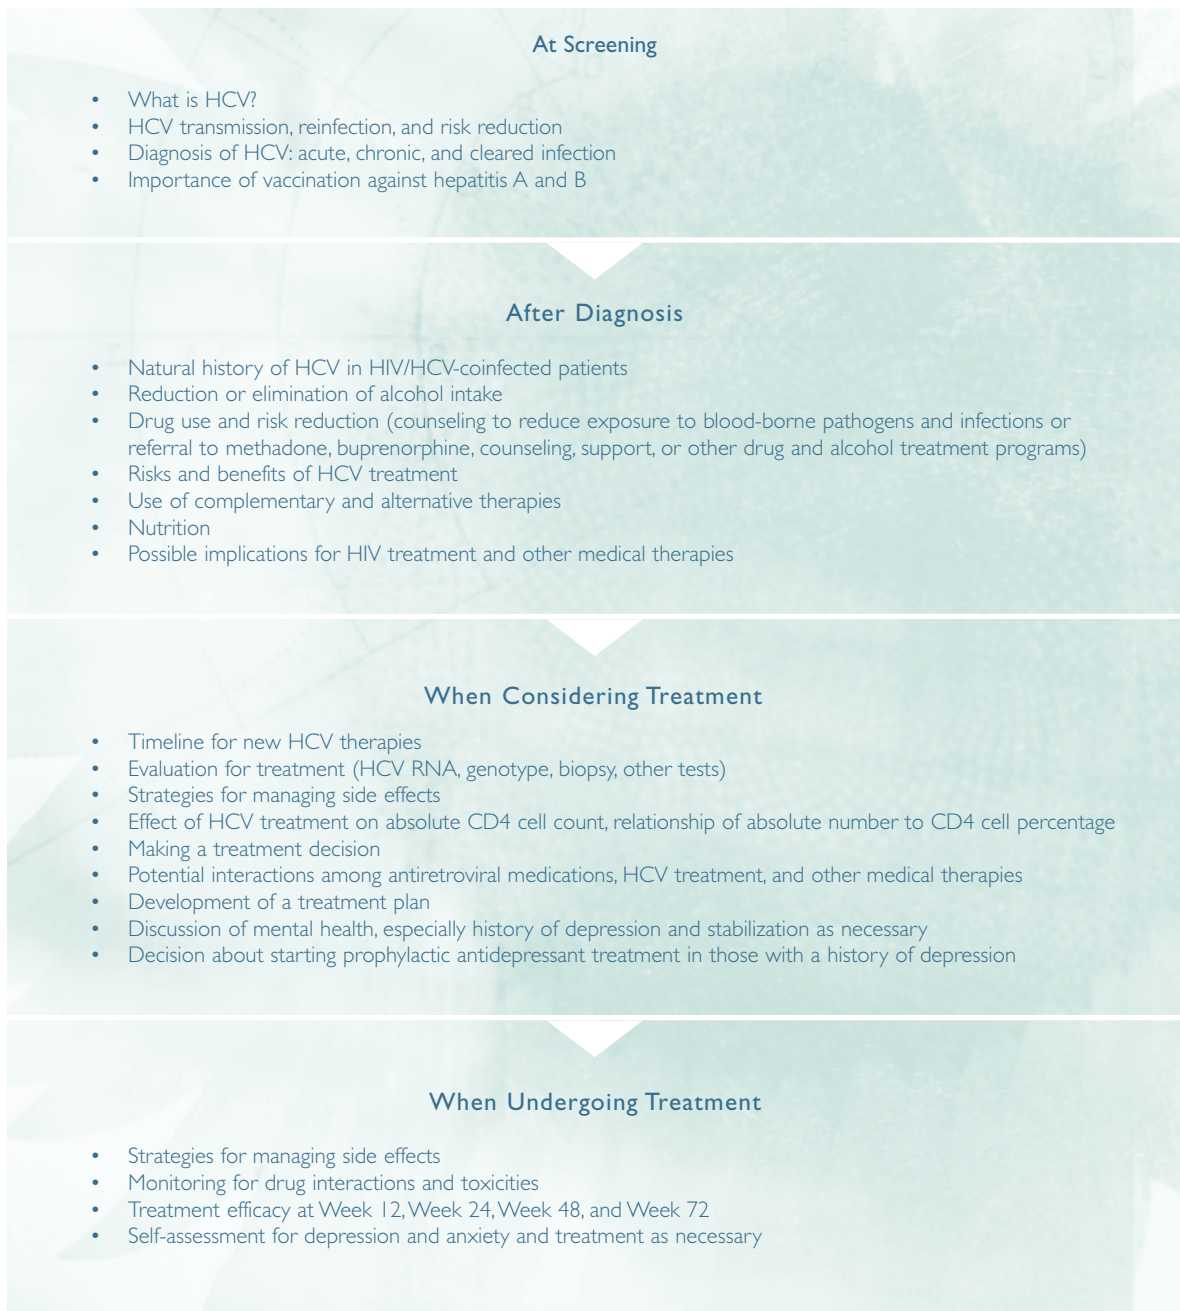 At Screening
• What is HCV?
• HCV transmission, reinfection, and risk reduction
• Diagnosis of HCV: acute, chronic, and cleared infection
• Importance of vaccination against hepatitis A and B
After Diagnosis
• Natural history of HCV in HIV/HCV-coinfected patients
• Reduction or elimination of alcohol intake
• Drug use and risk reduction (counseling to reduce exposure to blood-borne pathogens and infections or
referral to methadone, buprenorphine, counseling, support, or other drug and alcohol treatment programs)
• Risks and benefits of HCV treatment
• Use of complementary and alternative therapies
• Nutrition
• Possible implications for HIV treatment and other medical therapies
When Considering Treatment
• Timeline for new HCV therapies
• Evaluation for treatment (HCV RNA, genotype, biopsy, other tests)
• Strategies for managing side effects
• Effect of HCV treatment on absolute CD4 cell count, relationship of absolute number to CD4 cell percentage
• Making a treatment decision
• Potential interactions among antiretroviral medications, HCV treatment, and other medical therapies
• Development of a treatment plan
• Discussion of mental health, especially history of depression and stabilization as necessary
• Decision about starting prophylactic antidepressant treatment in those with a history of depression
When Undergoing Treatment
• Strategies for managing side effects
• Monitoring for drug interactions and toxicities
• Treatment efficacy at Week 12, Week 24, Week 48, and Week 72
• Self-assessment for depression and anxiety and treatment as necessary